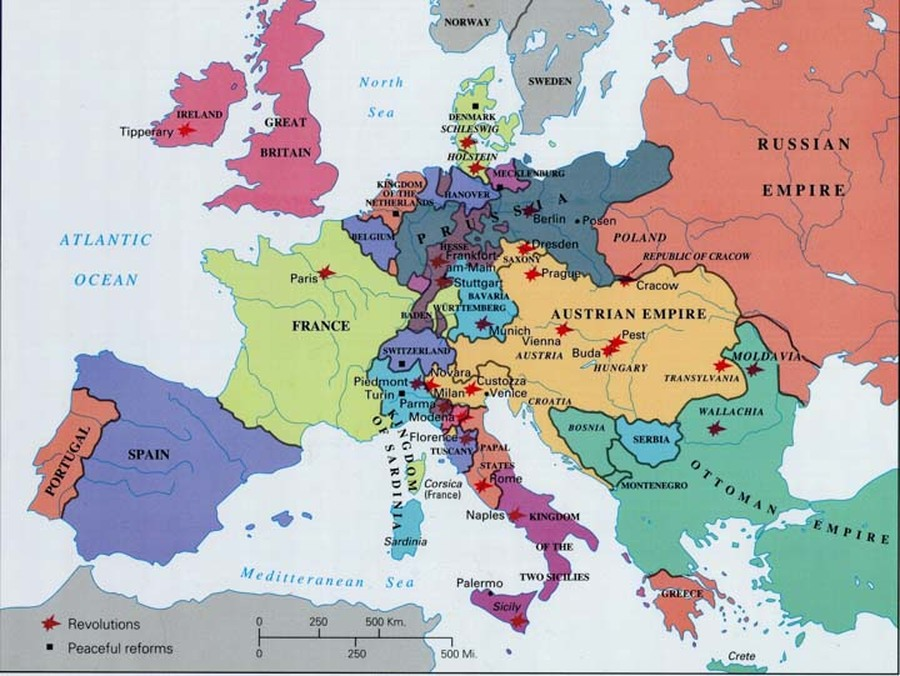 NORWAY
SWEDEN
North
Sea
DENMARK
SCHLESWIG
HOLSTEIN
IRELAND
Tipperary
GREAT
BRITAIN
RUSSIAN
EMPIRE
MECKLENBURG
KINGDOM
OF THE
NETHERLANDS
HANOVER
PRUSSIA
Berlin
Posen
ATLANTIC
OCEAN
BELGIUM
POLAND
HESSE
Frankfort
am-Main
Dresden
SAXONY
REPUBLIC OF CRACOW
Paris
Stuttgart
Prague
Cracow
BAVARIA
WÜRTTEMBERG
BADEN
FRANCE
AUSTRIAN EMPIRE
Munich
Vienna
Pest
Buda
AUSTRIA
HUNGARY
MOLDAVIA
TRANSYLVANIA
SWITZERLAND
Novara
Piedmont
Turin
Milan
Custozza
Venice
CROATIA
Parma
Modena
WALLACHIA
BOSNIA
SERBIA
Florence
TUSCANY
PAPAL
STATES
KINGDOM
OF SARDINIA
PORTUGAL
SPAIN
Corsica
(France)
Rome
MONTENEGRO
OTTOMAN
EMPIRE
Naples
KINGDOM
OF THE
TWO SICILIES
Sardinia
Mediterranean Sea
Palermo
Sicily
GREECE
Crete
Revolutions
Peaceful reforms
0 250 500 Km.
0 250 500 Mi.